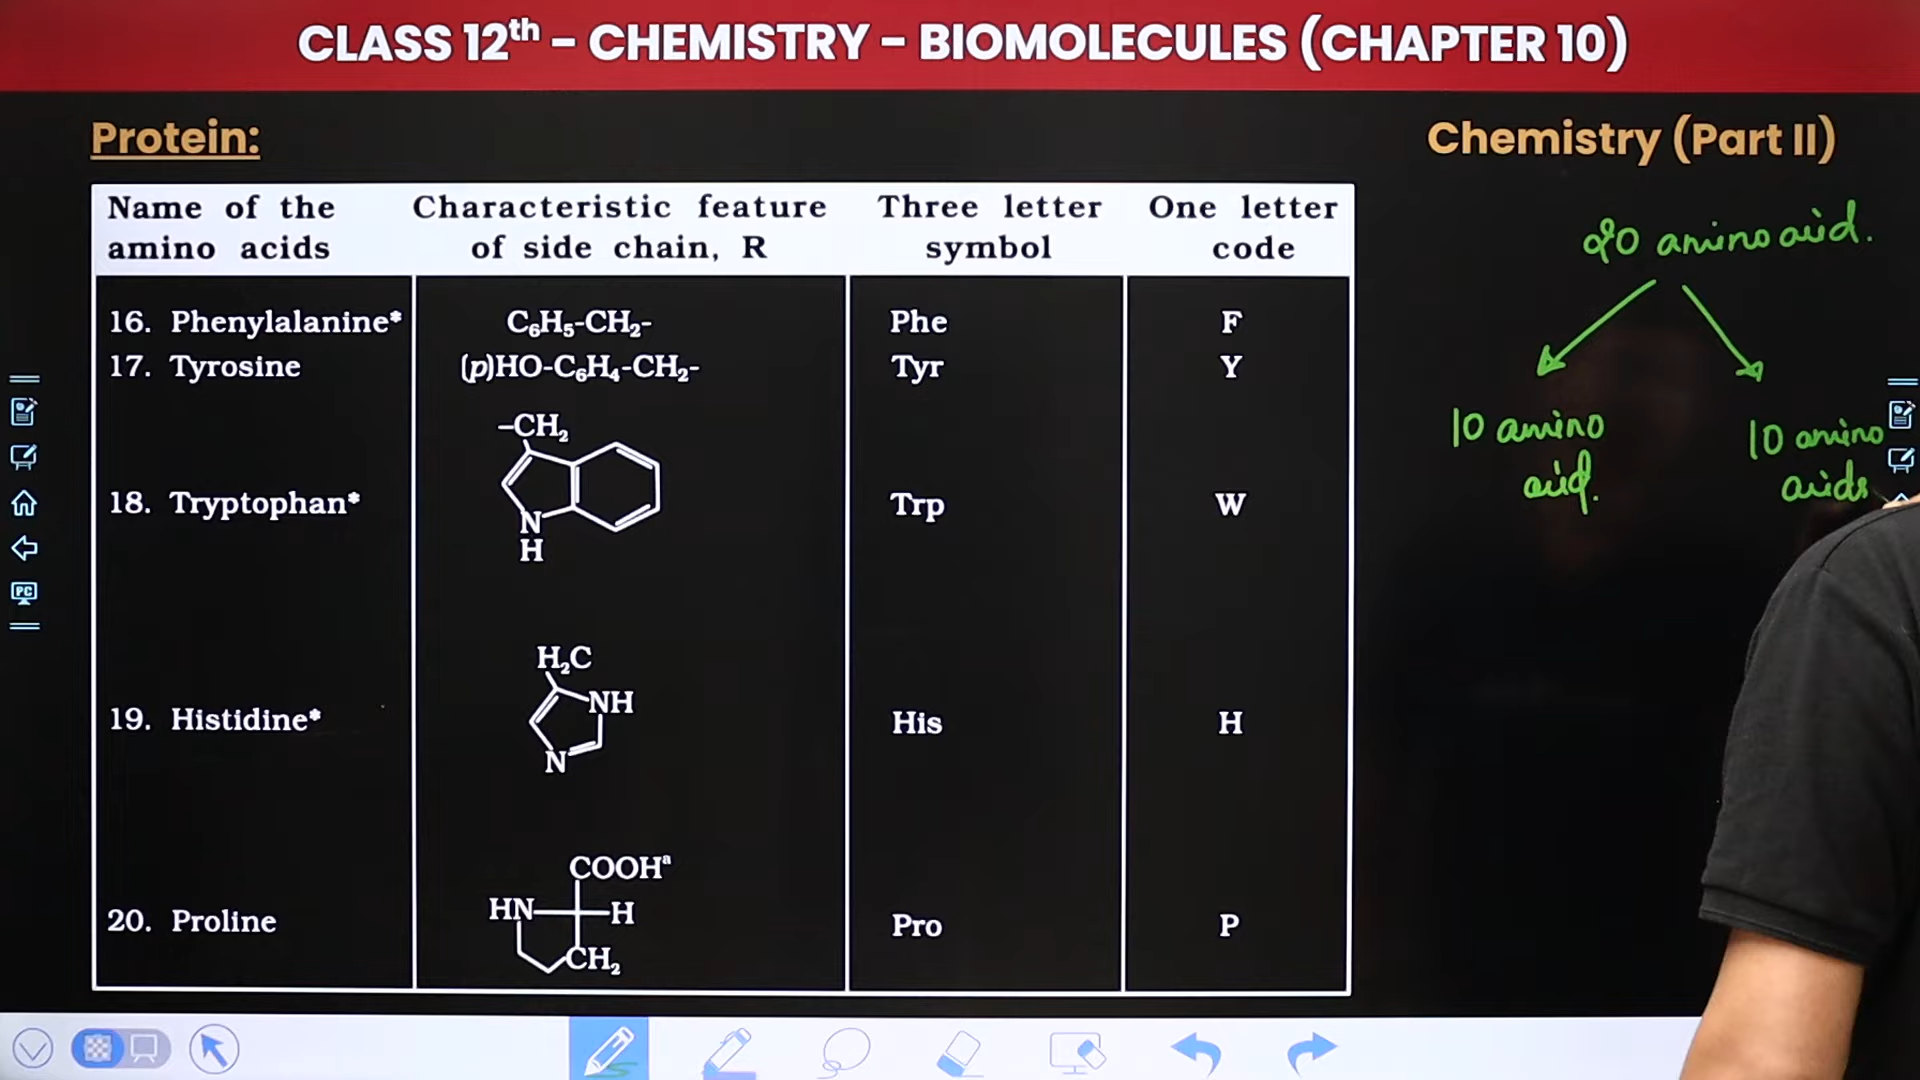 CLASS 12th – CHEMISTRY – BIOMOLECULES (CHAPTER 10)
Protein:
Chemistry (Part II)
Name of the amino acids
Characteristic feature of side chain, R
Three letter symbol
One letter code
16. Phenylalanine* C₆H₅-CH₂- Phe F
17. Tyrosine (p)HO-C₆H₄-CH₂- Tyr Y
–CH₂
18. Tryptophan* Trp W
N
H
H₂C
NH
19. Histidine* His H
N
COOHᵃ
HN H
20. Proline Pro P
CH₂
20 amino acid.
10 amino
acid.
10 amino
acids
PC